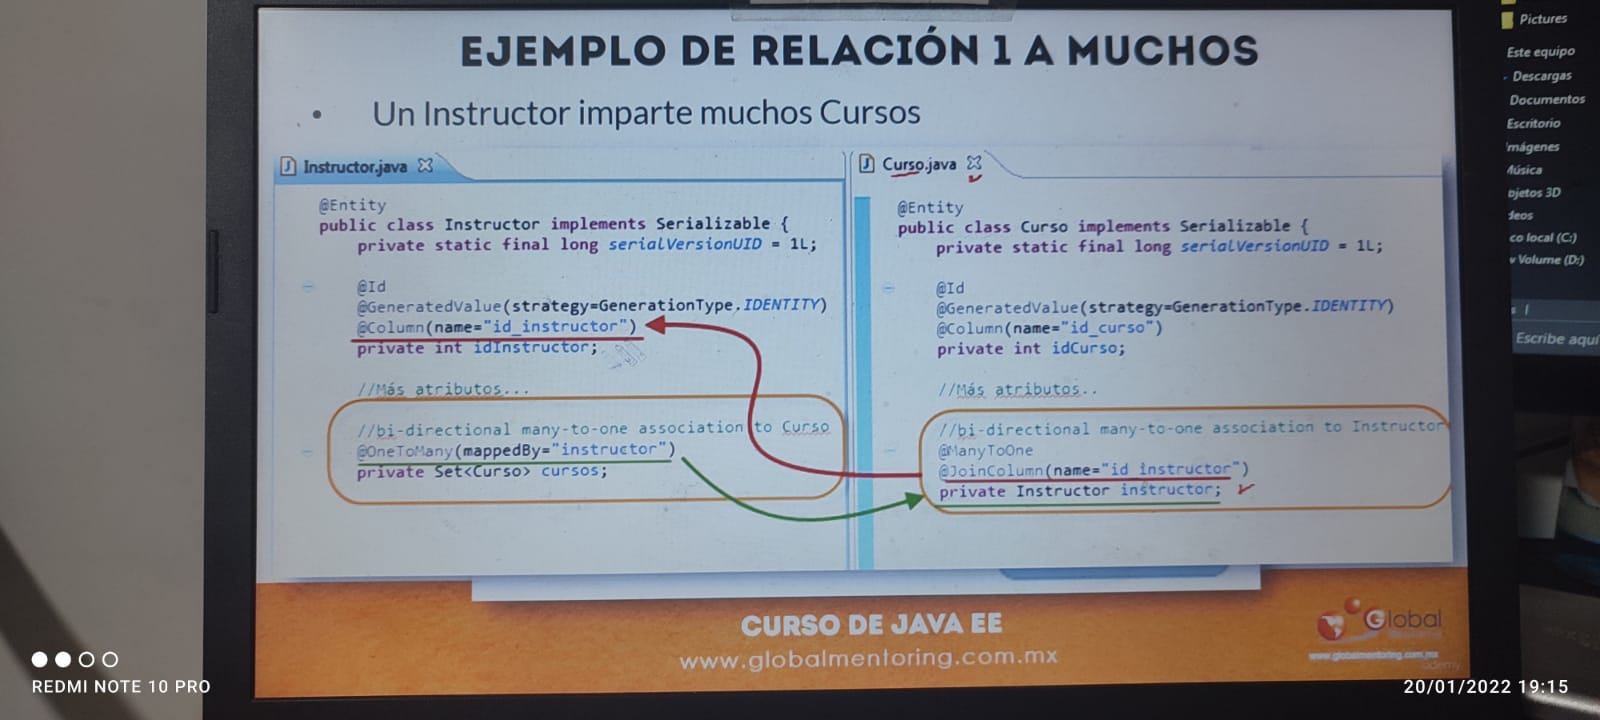 EJEMPLO DE RELACIÓN 1 A MUCHOS
• Un Instructor imparte muchos Cursos
Instructor.java
@Entity
public class Instructor implements Serializable {
private static final long serialVersionUID = 1L;
@Id
@GeneratedValue(strategy=GenerationType.IDENTITY)
@Column(name="id_instructor")
private int idInstructor;
//Más atributos...
//bi-directional many-to-one association to Curso
@OneToMany(mappedBy="instructor")
private Set<Curso> cursos;
Curso.java
@Entity
public class Curso implements Serializable {
private static final long serialVersionUID = 1L;
@Id
@GeneratedValue(strategy=GenerationType.IDENTITY)
@Column(name="id_curso")
private int idCurso;
//Más atributos..
//bi-directional many-to-one association to Instructor
@ManyToOne
@JoinColumn(name="id_instructor")
private Instructor instructor;
CURSO DE JAVA EE
www.globalmentoring.com.mx
Global
www.globalmentoring.com.mx
udemy
Pictures
Este equipo
Descargas
Documentos
Escritorio
mágenes
Música
bjetos 3D
deos
co local (C:)
Volume (D:)
Escribe aquí
REDMI NOTE 10 PRO
20/01/2022 19:15